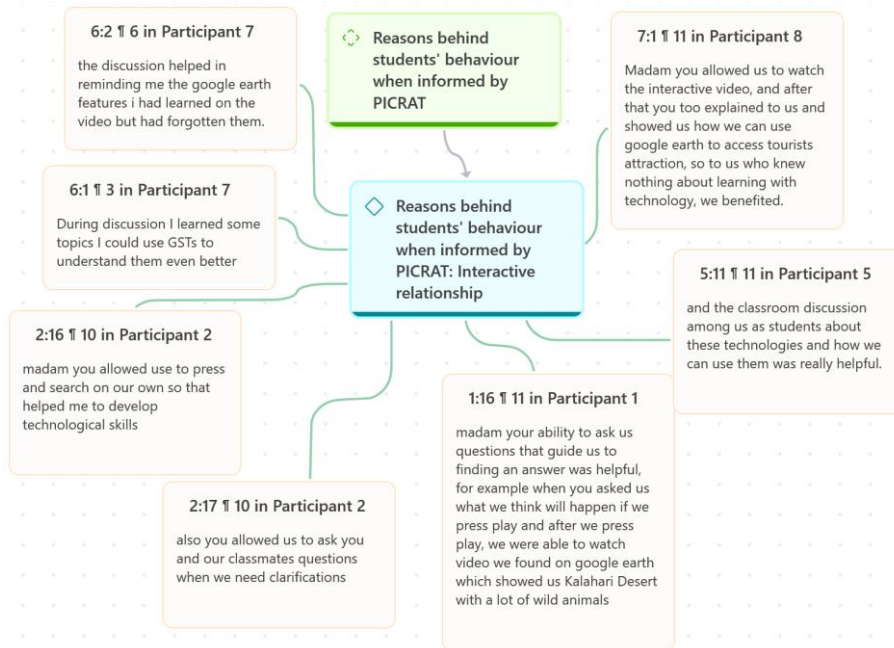 6:2 ¶ 6 in Participant 7
the discussion helped in
reminding me the google earth
features i had learned on the
video but had forgotten them.
Reasons behind
students' behaviour
when informed by
PICRAT
7:1 ¶ 11 in Participant 8
Madam you allowed us to watch
the interactive video, and after
that you too explained to us and
showed us how we can use
google earth to access tourists
attraction, so to us who knew
nothing about learning with
technology, we benefited.
6:1 ¶ 3 in Participant 7
During discussion I learned some
topics I could use GSTs to
understand them even better
Reasons behind
students' behaviour
when informed by
PICRAT: Interactive
relationship
5:11 ¶ 11 in Participant 5
and the classroom discussion
among us as students about
these technologies and how we
can use them was really helpful.
2:16 ¶ 10 in Participant 2
madam you allowed use to press
and search on our own so that
helped me to develop
technological skills
1:16 ¶ 11 in Participant 1
madam your ability to ask us
questions that guide us to
finding an answer was helpful,
for example when you asked us
what we think will happen if we
press play and after we press
play, we were able to watch
video we found on google earth
which showed us Kalahari Desert
with a lot of wild animals
2:17 ¶ 10 in Participant 2
also you allowed us to ask you
and our classmates questions
when we need clarifications